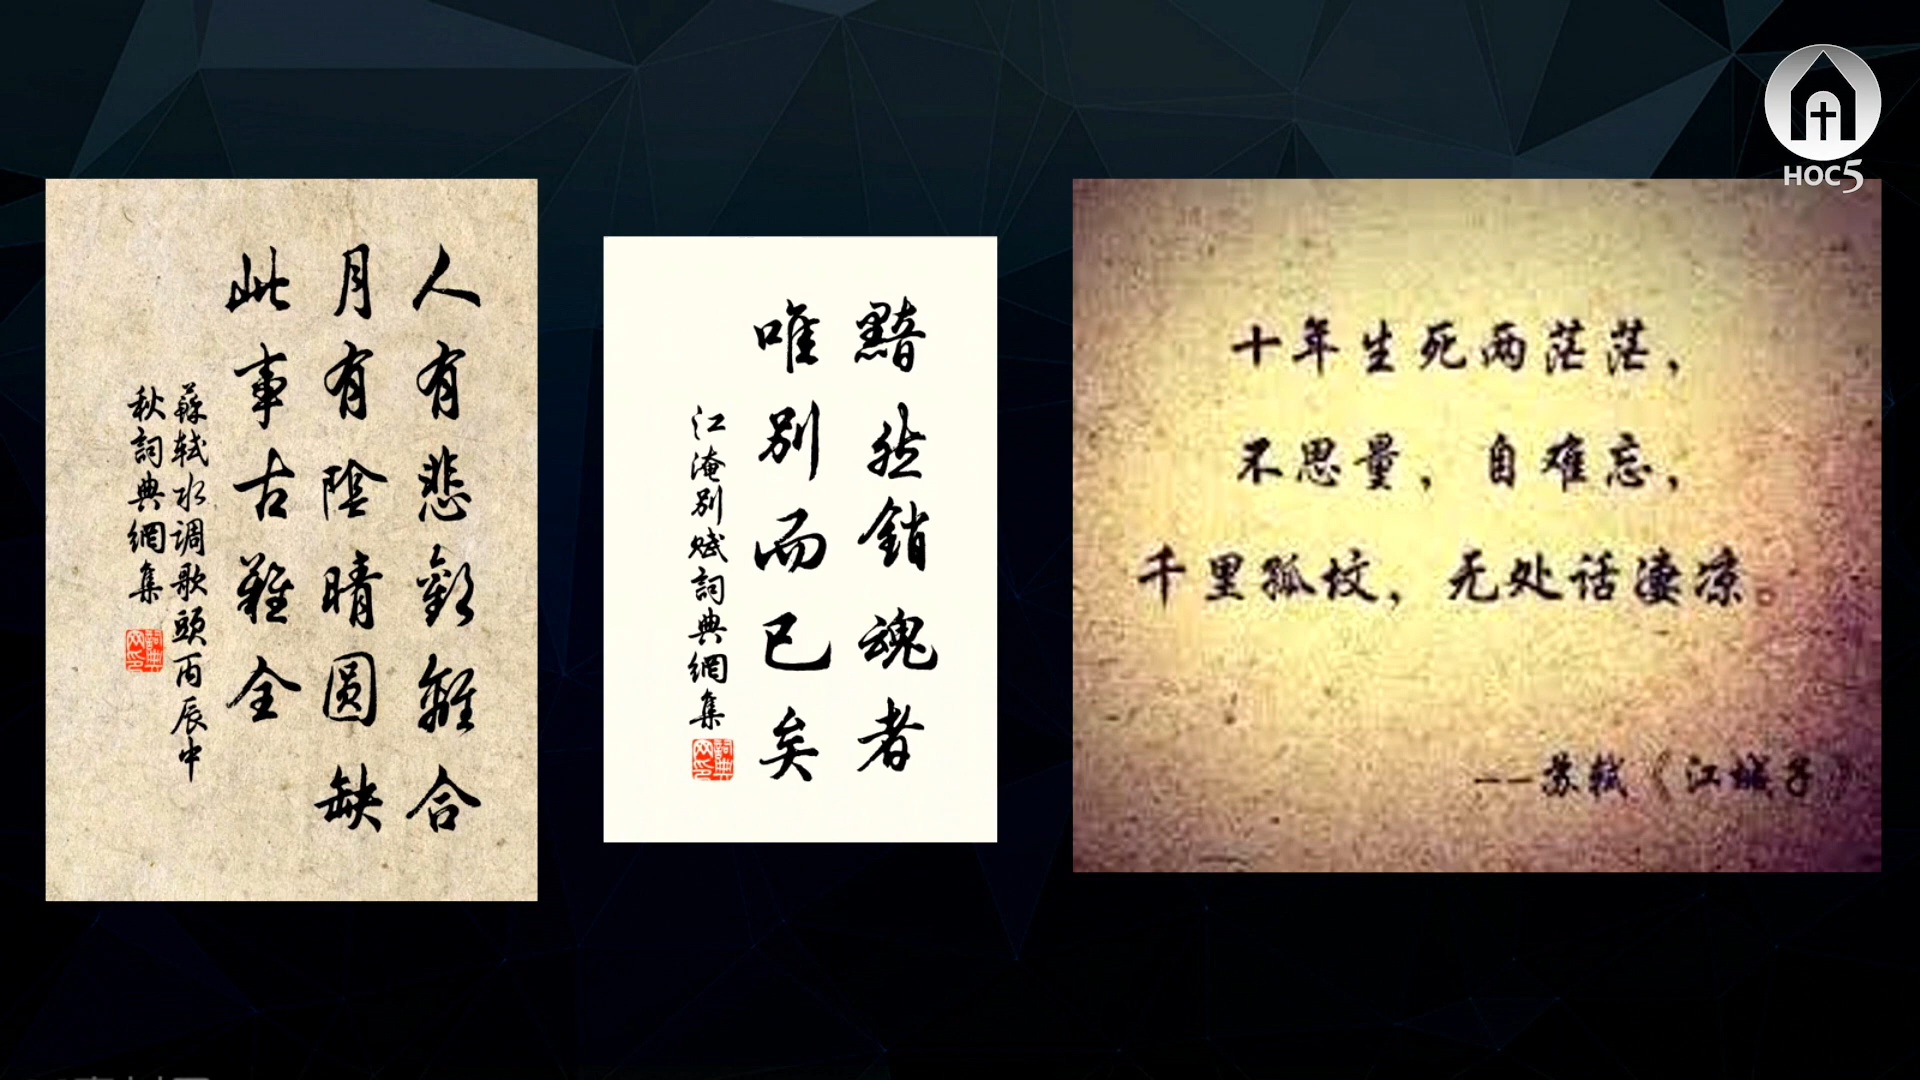 人有悲歡離合
月有陰晴圓缺
此事古難全
蘇軾水调歌頭丙辰中
秋詞典網集
黯然銷魂者
唯別而已矣
江淹別赋詞典網集
十年生死两茫茫，
不思量，自难忘，
千里孤坟，无处话凄凉。
——苏轼《江城子》
HOC5